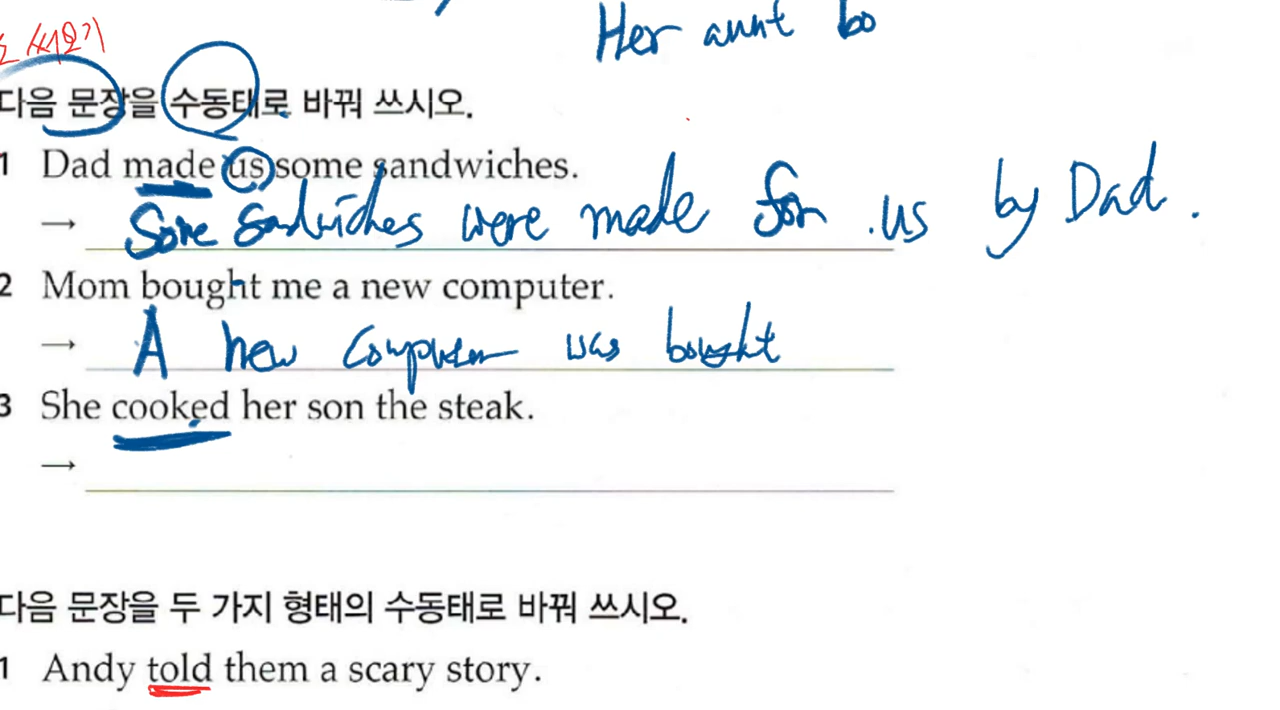 Her aunt bo
쓰기
다음 문장을 수동태로 바꿔 쓰시오.
1 Dad made us some sandwiches.
→ Some sandwiches were made for us by Dad.
2 Mom bought me a new computer.
→ A new computer was bought
3 She cooked her son the steak.
→
다음 문장을 두 가지 형태의 수동태로 바꿔 쓰시오.
1 Andy told them a scary story.